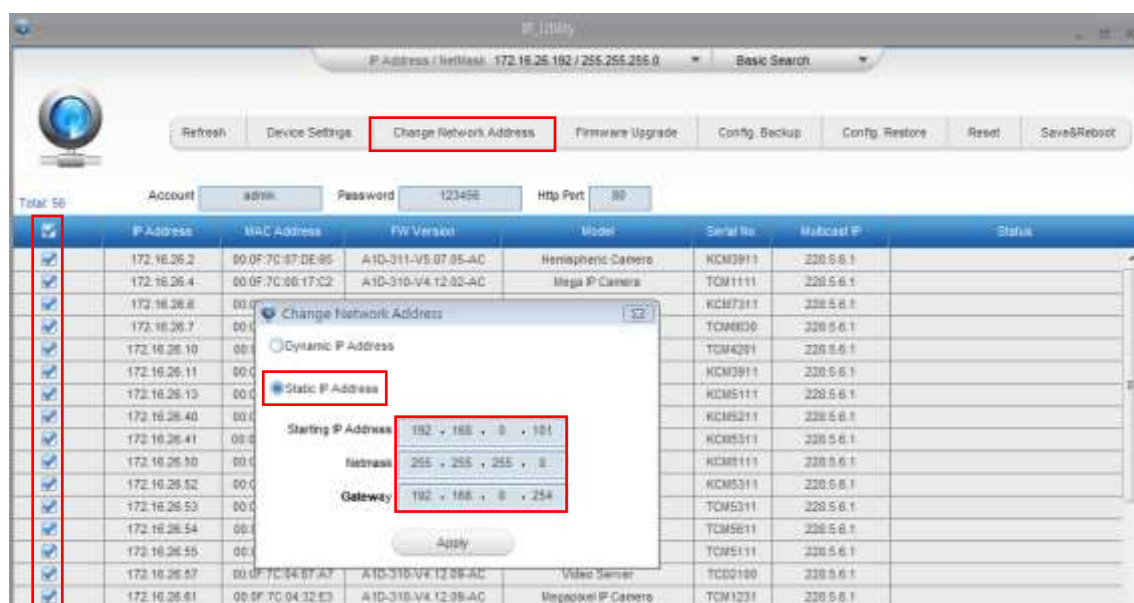 IP_Utility
IP Address / NetMask 172.16.26.192 / 255.255.255.0 Basic Search
Refresh Device Settings Change Network Address Firmware Upgrade Config. Backup Config. Restore Reset Save&Reboot
Total: 56 Account admin Password 123456 Http Port 80
IP Address MAC Address FW Version Model Serial No. Multicast IP Status
172.16.26.2 00:0F:7C:07:DE:85 A1D-311-V5.07.05-AC Hemispheric Camera KCM3911 228.5.6.1
172.16.26.4 00:0F:7C:00:17:C2 A1D-310-V4.12.02-AC Mega IP Camera TCM1111 228.5.6.1
172.16.26.6 KCM7311 228.5.6.1
172.16.26.7 TCM6630 228.5.6.1
172.16.26.10 TCM4201 228.5.6.1
172.16.26.11 KCM3911 228.5.6.1
172.16.26.13 KCM5111 228.5.6.1
172.16.26.40 KCM5211 228.5.6.1
172.16.26.41 KCM5311 228.5.6.1
172.16.26.50 228.5.6.1
172.16.26.52 KCM5311 228.5.6.1
172.16.26.53 TCM5311 228.5.6.1
172.16.26.54 TCM5611 228.5.6.1
172.16.26.55 TCM5111 228.5.6.1
172.16.26.57 00:0F:7C:04:87:A7 A1D-310-V4.12.09-AC Video Server TCD2100 228.5.6.1
172.16.26.61 00:0F:7C:04:32:E3 A1D-310-V4.12.09-AC Megapixel IP Camera TCM1231 228.5.6.1
Change Network Address
Dynamic IP Address
Static IP Address
Starting IP Address 192 . 168 . 0 . 101
Netmask 255 . 255 . 255 . 0
Gateway 192 . 168 . 0 . 254
Apply